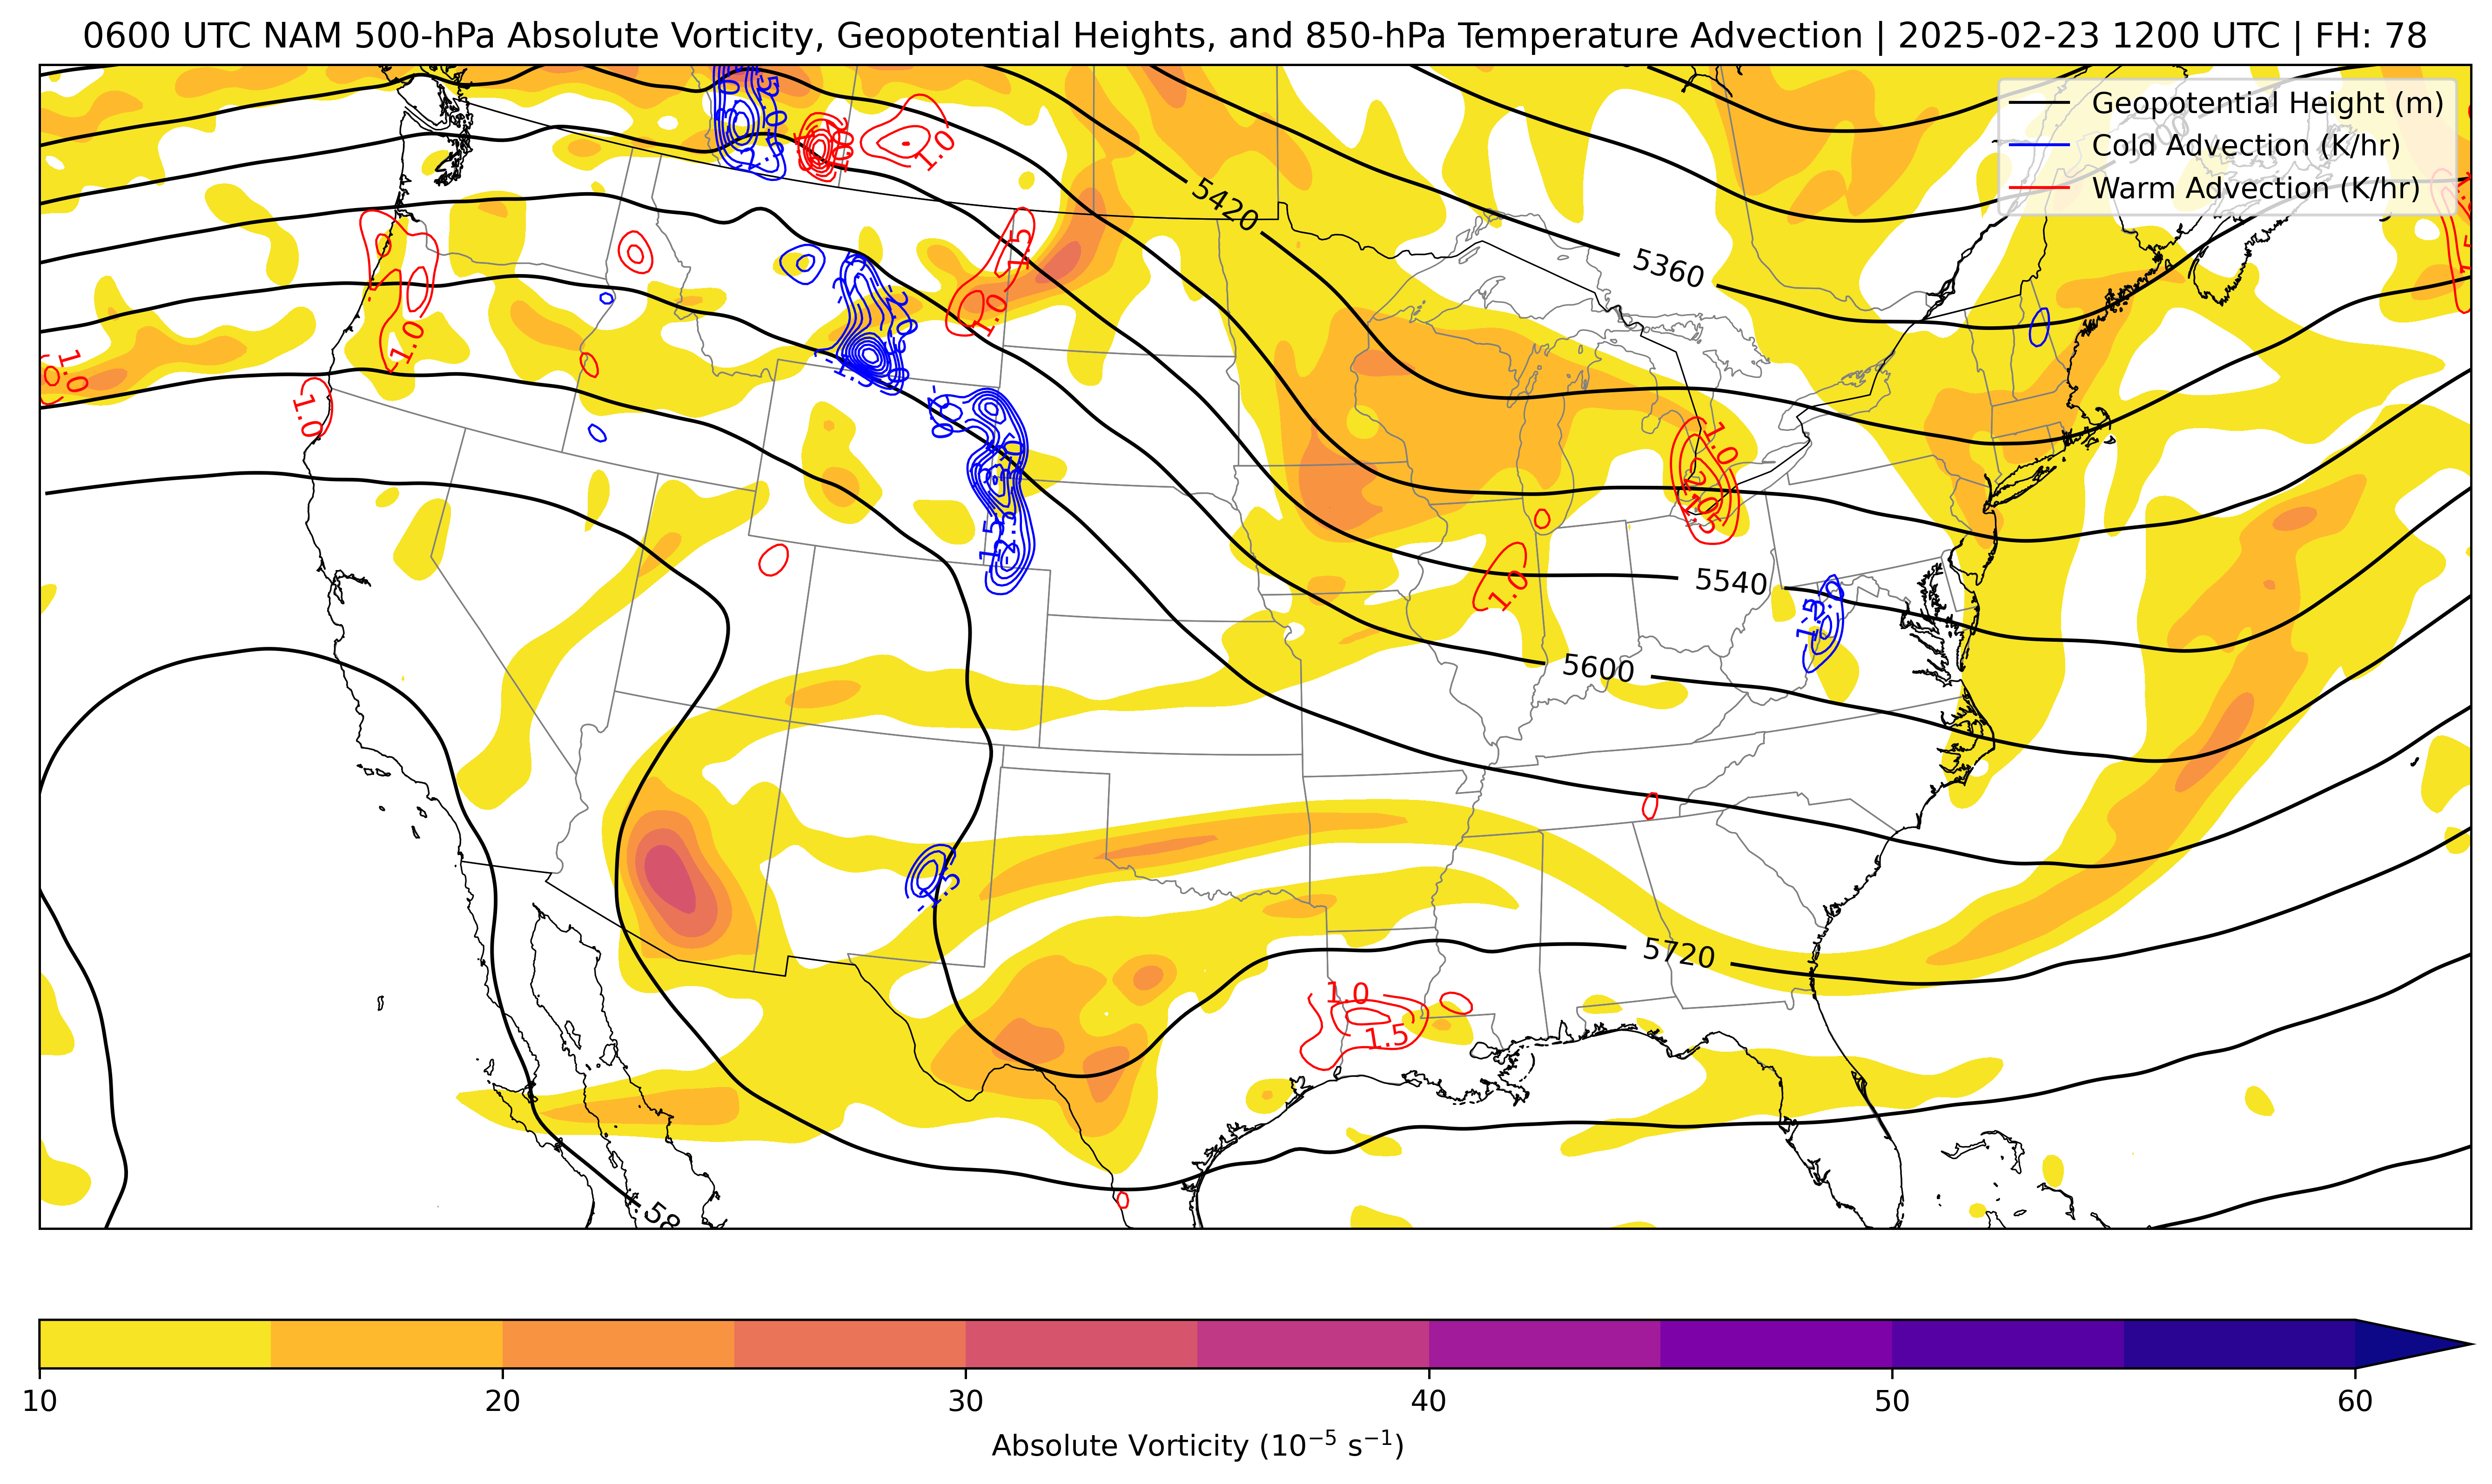 0600 UTC NAM 500-hPa Absolute Vorticity, Geopotential Heights, and 850-hPa Temperature Advection | 2025-02-23 1200 UTC | FH: 78
Geopotential Height (m)
Cold Advection (K/hr)
Warm Advection (K/hr)
1.0
5420
1.5
5360
1.0
1.0
1.0
1.0
1.0
1.0
5540
5600
-1.5
5720
1.0
1.5
10 20 30 40 50 60
Absolute Vorticity (10⁻⁵ s⁻¹)